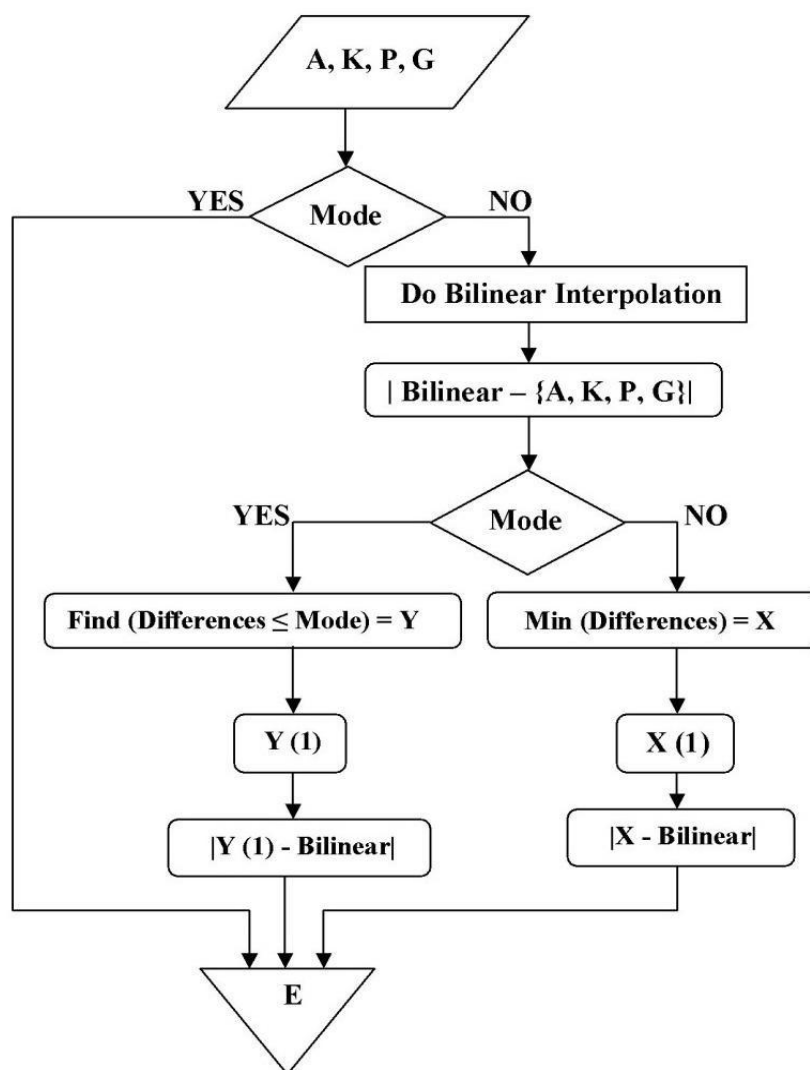 A, K, P, G
YES
Mode
NO
Do Bilinear Interpolation
| Bilinear – {A, K, P, G}|
YES
Mode
NO
Find (Differences ≤ Mode) = Y
Min (Differences) = X
Y (1)
X (1)
|Y (1) - Bilinear|
|X - Bilinear|
E